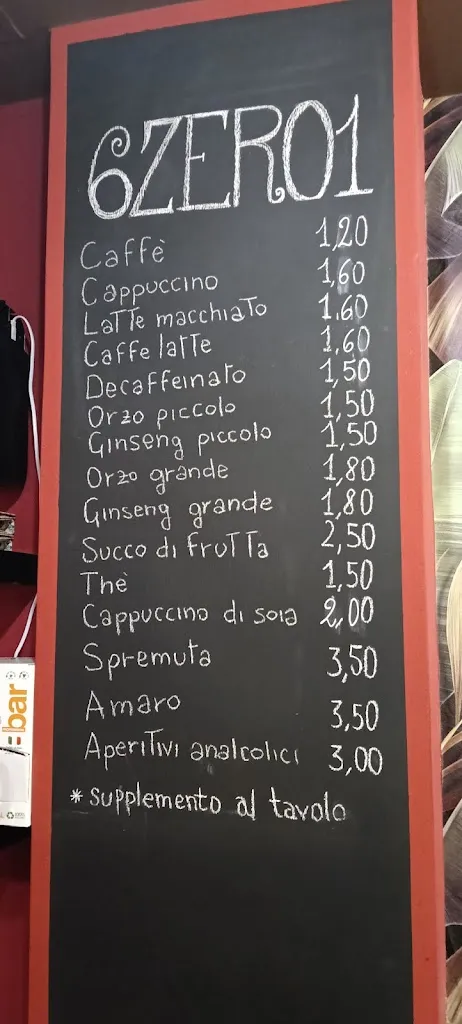 6ZERO1
Caffè 1,20
Cappuccino 1,60
Latte macchiato 1.60
Caffe latte 1,60
Decaffeinato 1,50
Orzo piccolo 1,50
Ginseng piccolo 1,50
Orzo grande 1,80
Ginseng grande 1,80
Succo di frutta 2,50
Thè 1,50
Cappuccino di soia 2,00
Spremuta 3,50
Amaro 3,50
Aperitivi analcolici 3,00
* supplemento al tavolo
bar